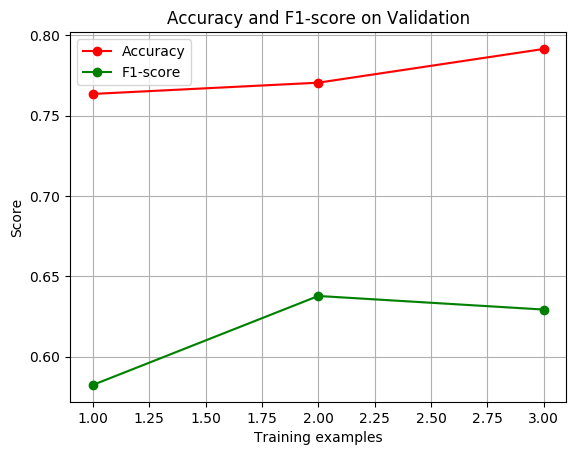 Accuracy and F1-score on Validation
Accuracy
F1-score
0.80
0.75
0.70
0.65
0.60
Score
1.00 1.25 1.50 1.75 2.00 2.25 2.50 2.75 3.00
Training examples